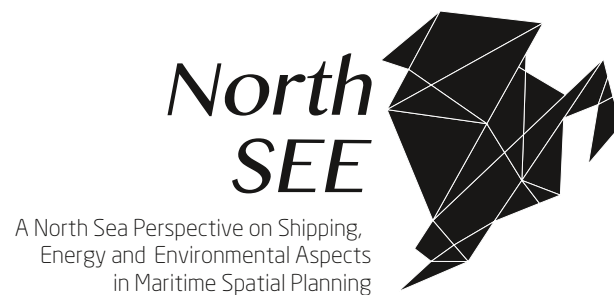 North
SEE
A North Sea Perspective on Shipping,
Energy and Environmental Aspects
in Maritime Spatial Planning